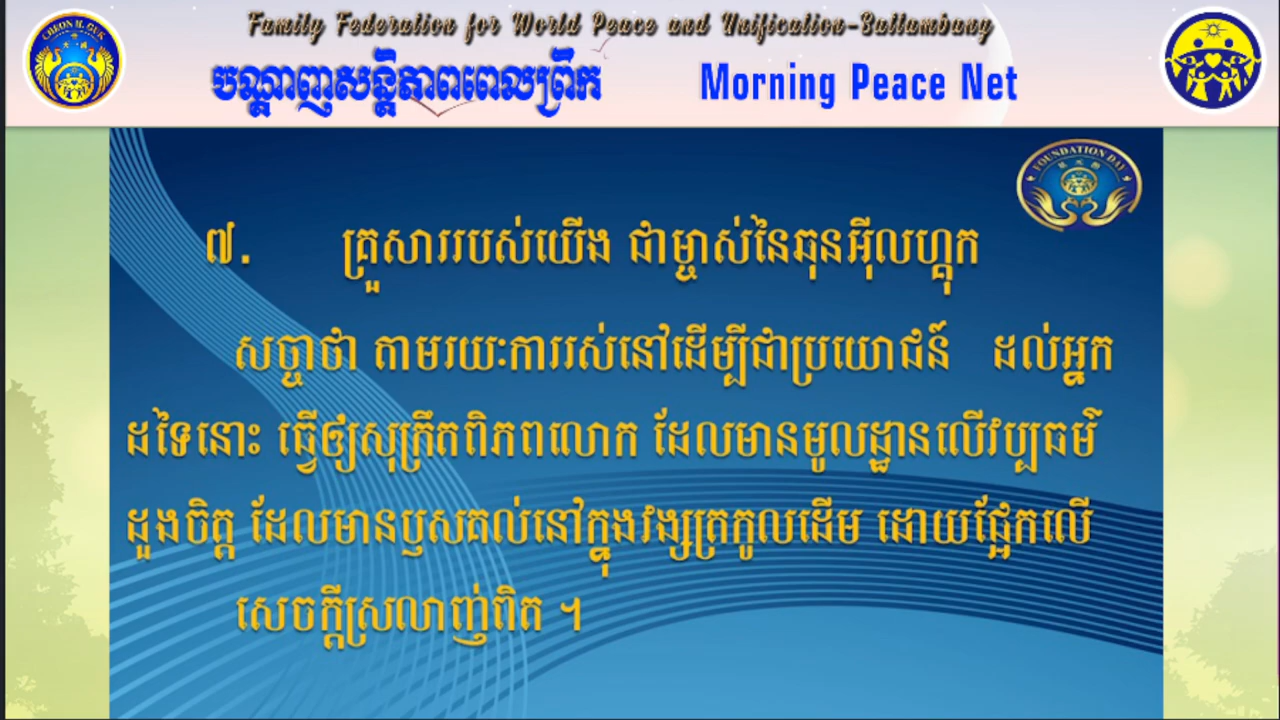 Family Federation for World Peace and Unification-Battambang
បណ្ដាញសន្តិភាពពេលព្រឹក Morning Peace Net
CHEON IL GUK
FOUNDATION DAY
៧. គ្រួសាររបស់យើង ជាម្ចាស់នៃឆុនអ៊ីលហ្គុក
សច្ចាថា តាមរយៈការរស់នៅដើម្បីជាប្រយោជន៍ ដល់អ្នក
ដទៃនោះ ធ្វើឲ្យសុក្រឹតពិភពលោក ដែលមានមូលដ្ឋានលើវប្បធម៌
ដួងចិត្ត ដែលមានឫសគល់នៅក្នុងវង្សត្រកូលដើម ដោយផ្អែកលើ
សេចក្ដីស្រលាញ់ពិត ។